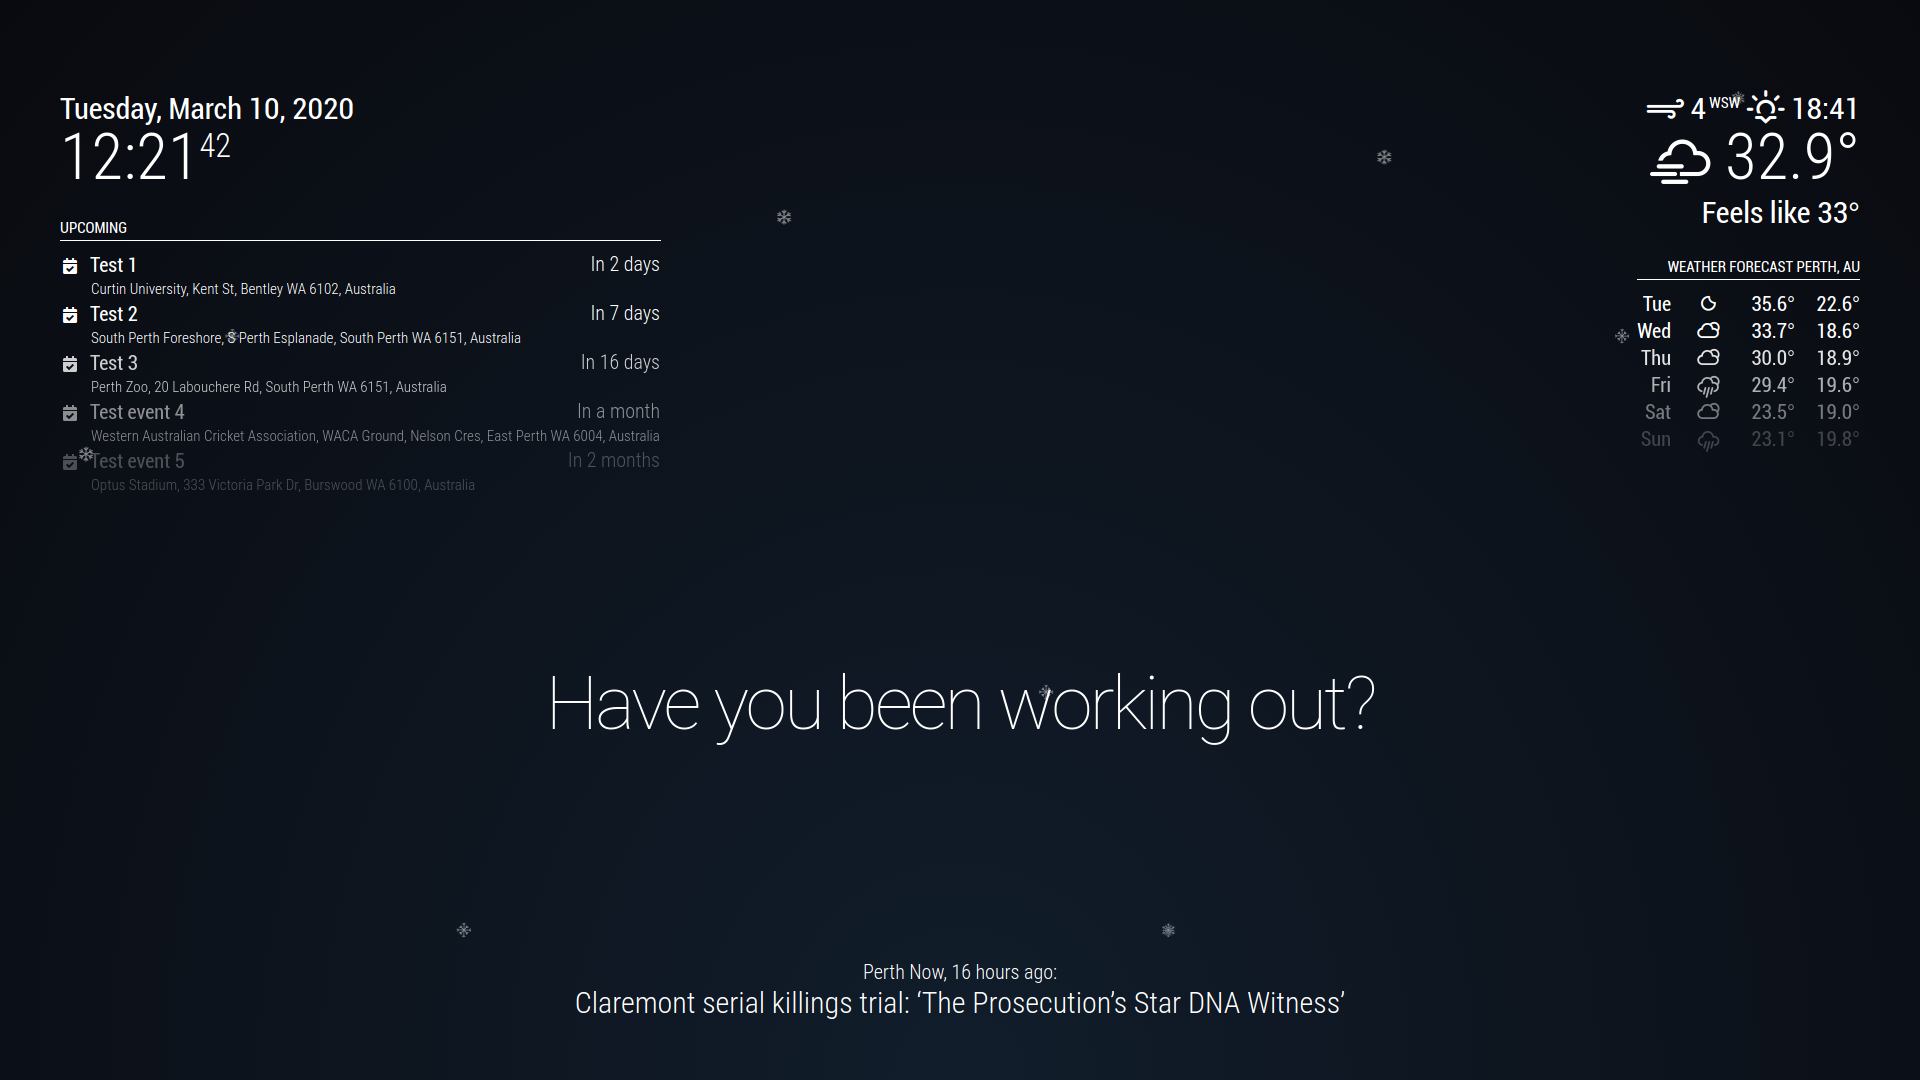 Tuesday, March 10, 2020
12:21 42
UPCOMING
Test 1 In 2 days
Curtin University, Kent St, Bentley WA 6102, Australia
Test 2 In 7 days
South Perth Foreshore, S Perth Esplanade, South Perth WA 6151, Australia
Test 3 In 16 days
Perth Zoo, 20 Labouchere Rd, South Perth WA 6151, Australia
Test event 4 In a month
Western Australian Cricket Association, WACA Ground, Nelson Cres, East Perth WA 6004, Australia
Test event 5 In 2 months
Optus Stadium, 333 Victoria Park Dr, Burswood WA 6100, Australia
4 WSW 18:41
32.9°
Feels like 33°
WEATHER FORECAST PERTH, AU
Tue 35.6° 22.6°
Wed 33.7° 18.6°
Thu 30.0° 18.9°
Fri 29.4° 19.6°
Sat 23.5° 19.0°
Sun 23.1° 19.8°
Have you been working out?
Perth Now, 16 hours ago:
Claremont serial killings trial: ‘The Prosecution’s Star DNA Witness’